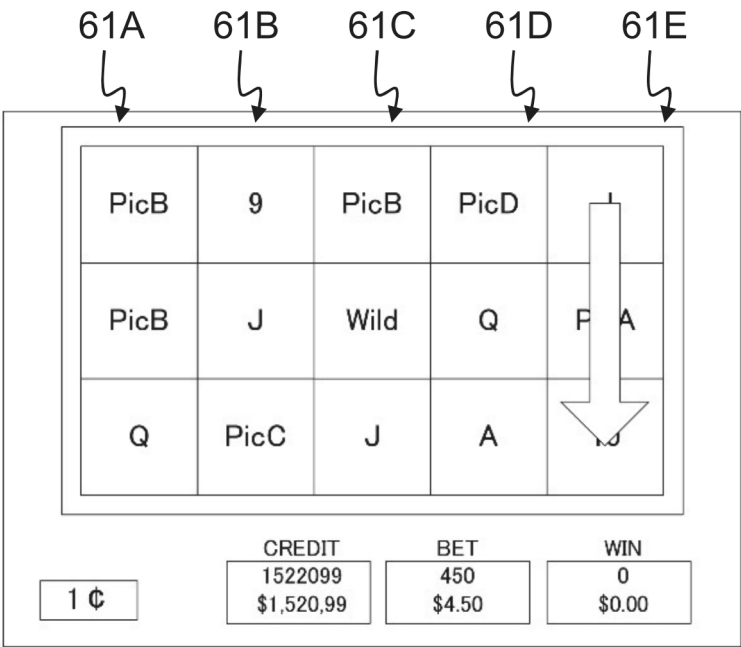 61A 61B 61C 61D 61E
PicB 9 PicB PicD
PicB J Wild Q
Q PicC J A
CREDIT BET WIN
1522099 450 0
1 ¢ $1,520,99 $4.50 $0.00